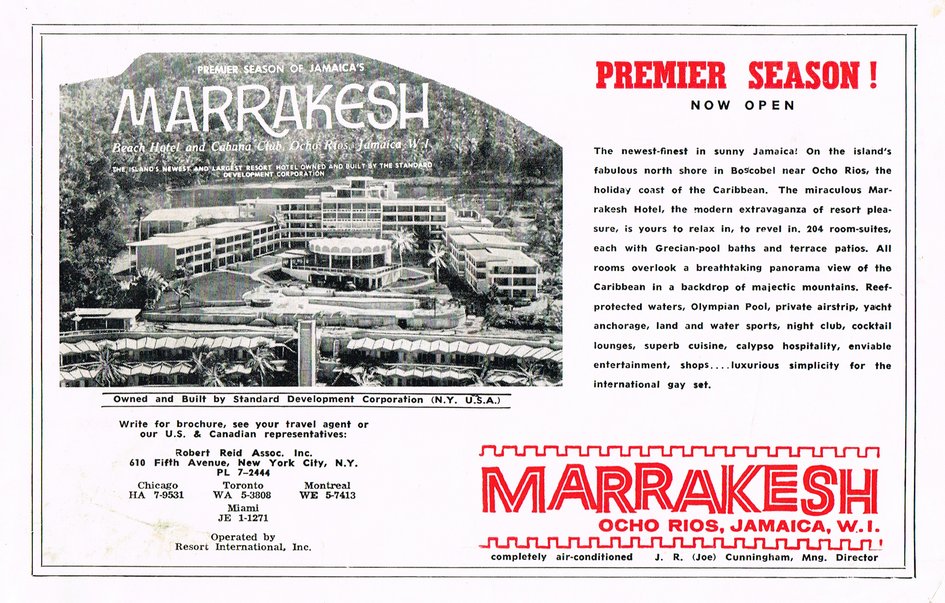 PREMIER SEASON OF JAMAICA'S
MARRAKESH
Beach Hotel and Cabana Club, Ocho Rios, Jamaica W.I.
THE ISLAND'S NEWEST AND LARGEST RESORT HOTEL OWNED AND BUILT BY THE STANDARD
DEVELOPMENT CORPORATION
Owned and Built by Standard Development Corporation (N.Y. U.S.A.)
Write for brochure, see your travel agent or
our U.S. & Canadian representatives:
Robert Reid Assoc. Inc.
610 Fifth Avenue, New York City, N.Y.
PL 7-2444
Chicago Toronto Montreal
HA 7-9531 WA 5-3808 WE 5-7413
Miami
JE 1-1271
Operated by
Resort International, Inc.
PREMIER SEASON!
NOW OPEN
The newest-finest in sunny Jamaica! On the island's
fabulous north shore in Boscobel near Ocho Rios, the
holiday coast of the Caribbean. The miraculous Mar-
rakesh Hotel, the modern extravaganza of resort plea-
sure, is yours to relax in, to revel in. 204 room-suites,
each with Grecian-pool baths and terrace patios. All
rooms overlook a breathtaking panorama view of the
Caribbean in a backdrop of majectic mountains. Reef-
protected waters, Olympian Pool, private airstrip, yacht
anchorage, land and water sports, night club, cocktail
lounges, superb cuisine, calypso hospitality, enviable
entertainment, shops....luxurious simplicity for the
international gay set.
MARRAKESH
OCHO RIOS, JAMAICA, W.I.
completely air-conditioned J. R. (Joe) Cunningham, Mng. Director